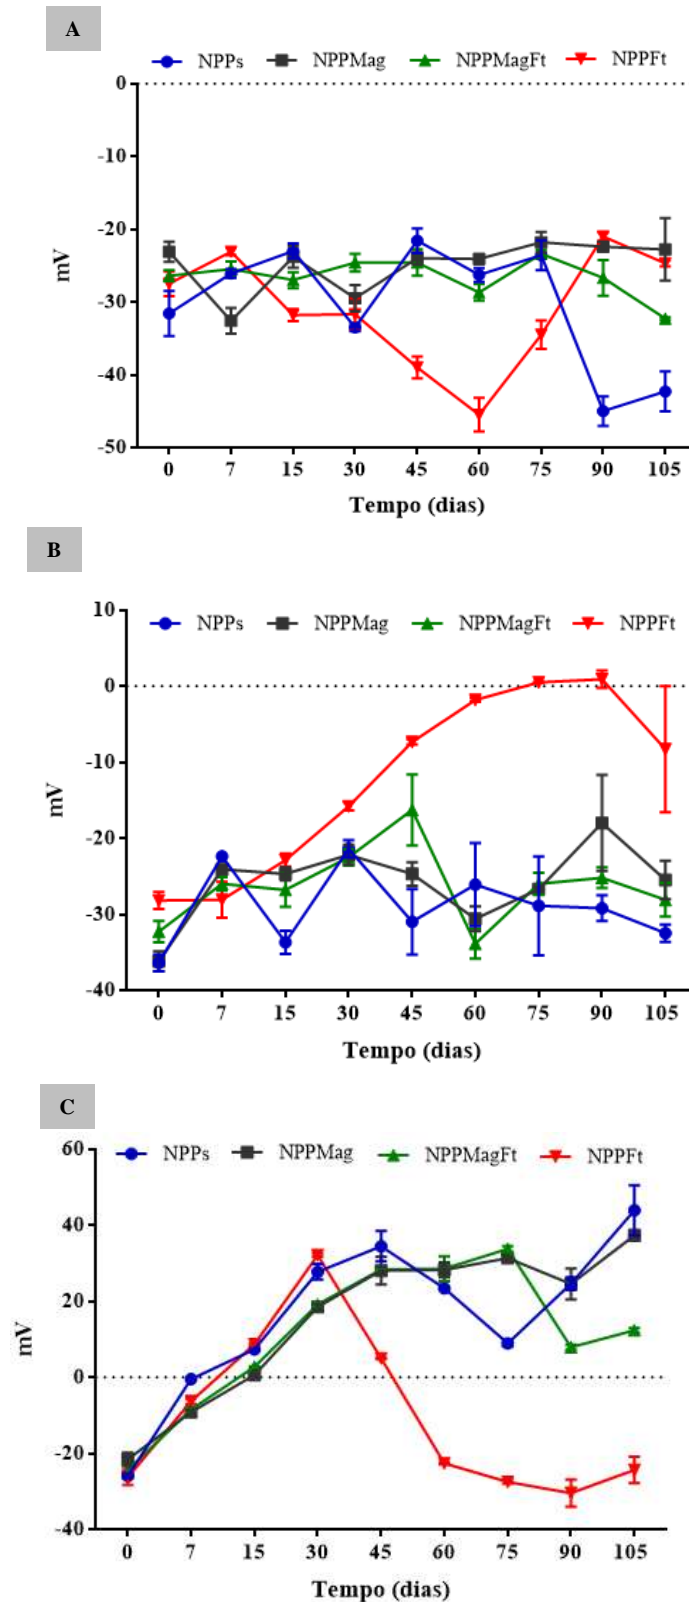 A
NPPs NPPMag NPPMagFt NPPFt
0
-10
-20
-30
-40
-50
mV
0 7 15 30 45 60 75 90 105
Tempo (dias)
B
10
NPPs NPPMag NPPMagFt NPPFt
0
-10
-20
-30
-40
mV
0 7 15 30 45 60 75 90 105
Tempo (dias)
C
60
NPPs NPPMag NPPMagFt NPPFt
40
20
0
-20
-40
mV
0 7 15 30 45 60 75 90 105
Tempo (dias)